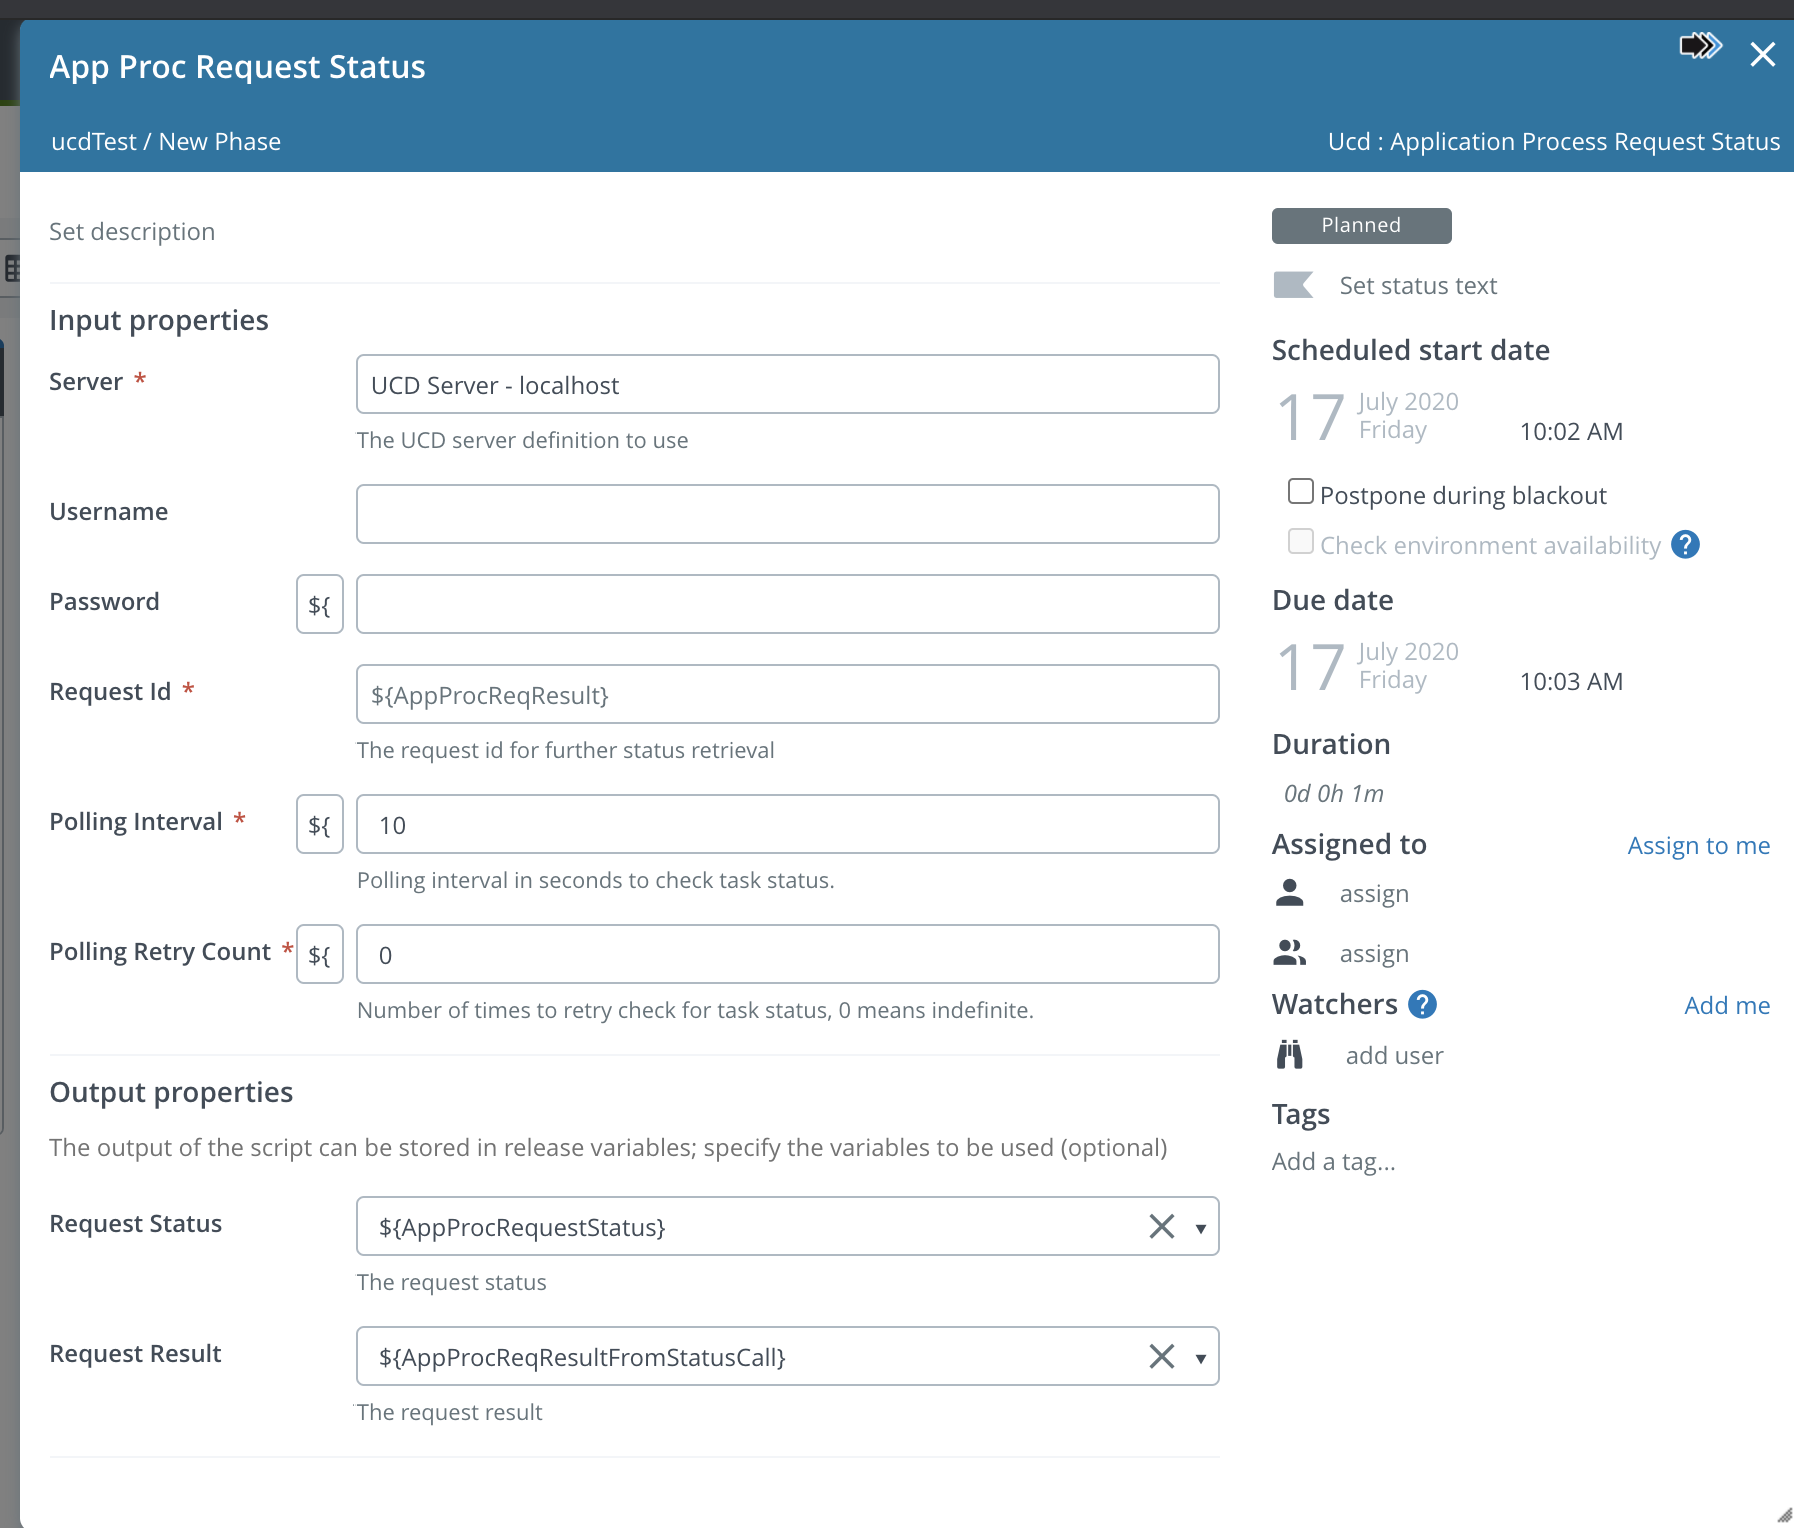 App Proc Request Status
ucdTest / New Phase
Ucd : Application Process Request Status
Set description
Input properties
Server *
UCD Server - localhost
The UCD server definition to use
Username
Password
${
Request Id *
${AppProcReqResult}
The request id for further status retrieval
Polling Interval *
${
10
Polling interval in seconds to check task status.
Polling Retry Count *
${
0
Number of times to retry check for task status, 0 means indefinite.
Output properties
The output of the script can be stored in release variables; specify the variables to be used (optional)
Request Status
${AppProcRequestStatus}
The request status
Request Result
${AppProcReqResultFromStatusCall}
The request result
Planned
Set status text
Scheduled start date
17
July 2020
Friday
10:02 AM
Postpone during blackout
Check environment availability ?
Due date
17
July 2020
Friday
10:03 AM
Duration
0d 0h 1m
Assigned to
Assign to me
assign
assign
Watchers ?
Add me
add user
Tags
Add a tag...